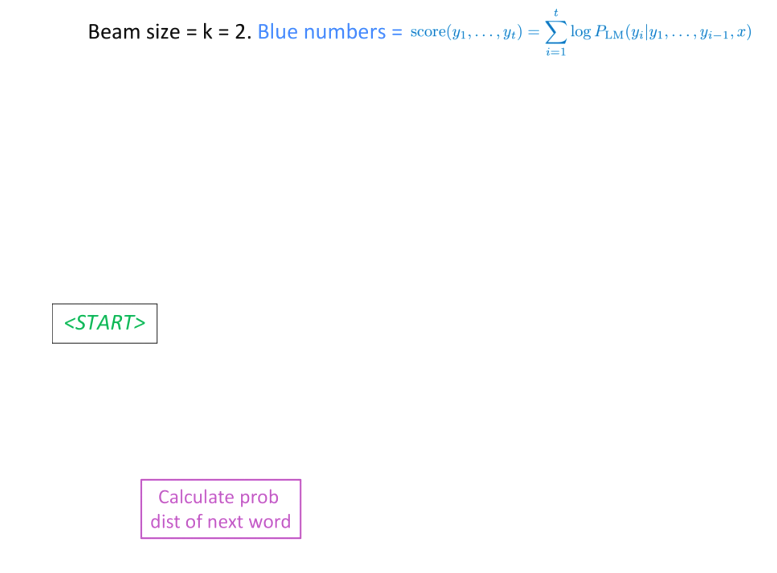 Beam size = k = 2. Blue numbers = $\text{score}(y_1, \ldots, y_t) = \sum_{i=1}^{t} \log P_{\text{LM}}(y_i|y_1, \ldots, y_{i-1}, x)$
<START>
Calculate prob
dist of next word